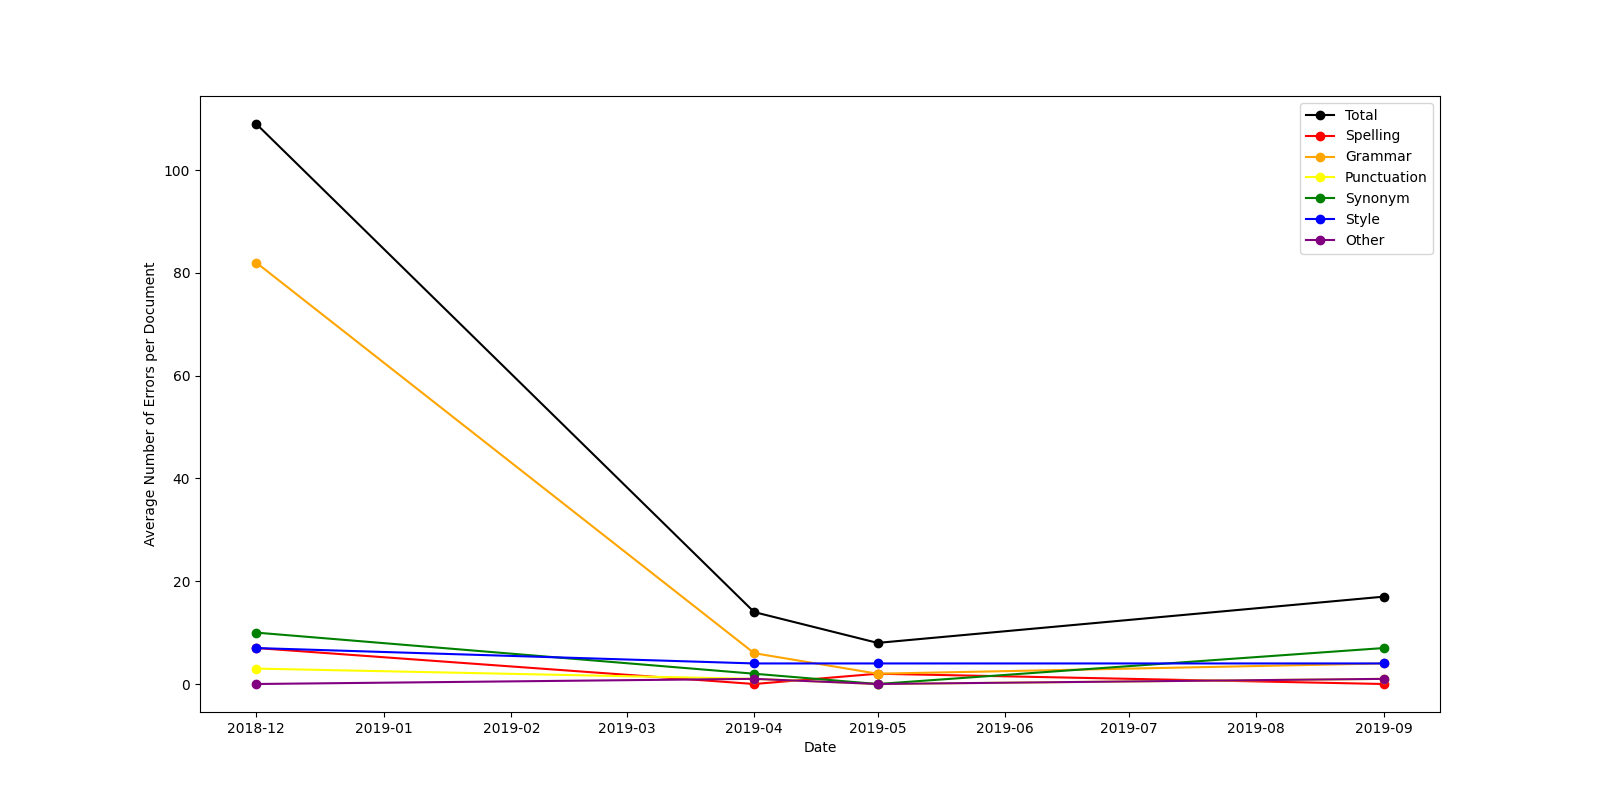 Total
Spelling
Grammar
Punctuation
Synonym
Style
Other
100
80
60
40
20
0
Average Number of Errors per Document
2018-12 2019-01 2019-02 2019-03 2019-04 2019-05 2019-06 2019-07 2019-08 2019-09
Date